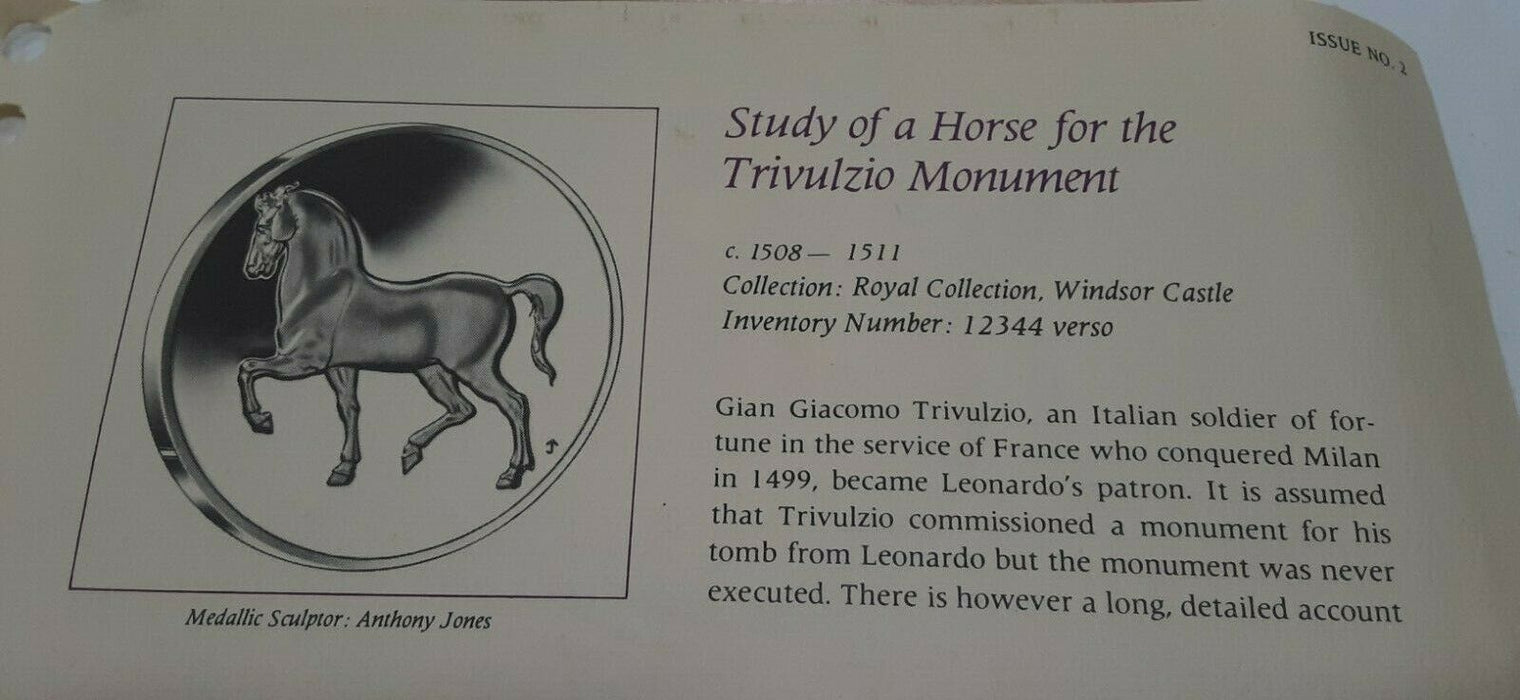 ISSUE NO. 2
Study of a Horse for the
Trivulzio Monument
c. 1508— 1511
Collection: Royal Collection, Windsor Castle
Inventory Number: 12344 verso
Gian Giacomo Trivulzio, an Italian soldier of for-
tune in the service of France who conquered Milan
in 1499, became Leonardo's patron. It is assumed
that Trivulzio commissioned a monument for his
tomb from Leonardo but the monument was never
executed. There is however a long, detailed account
Medallic Sculptor: Anthony Jones